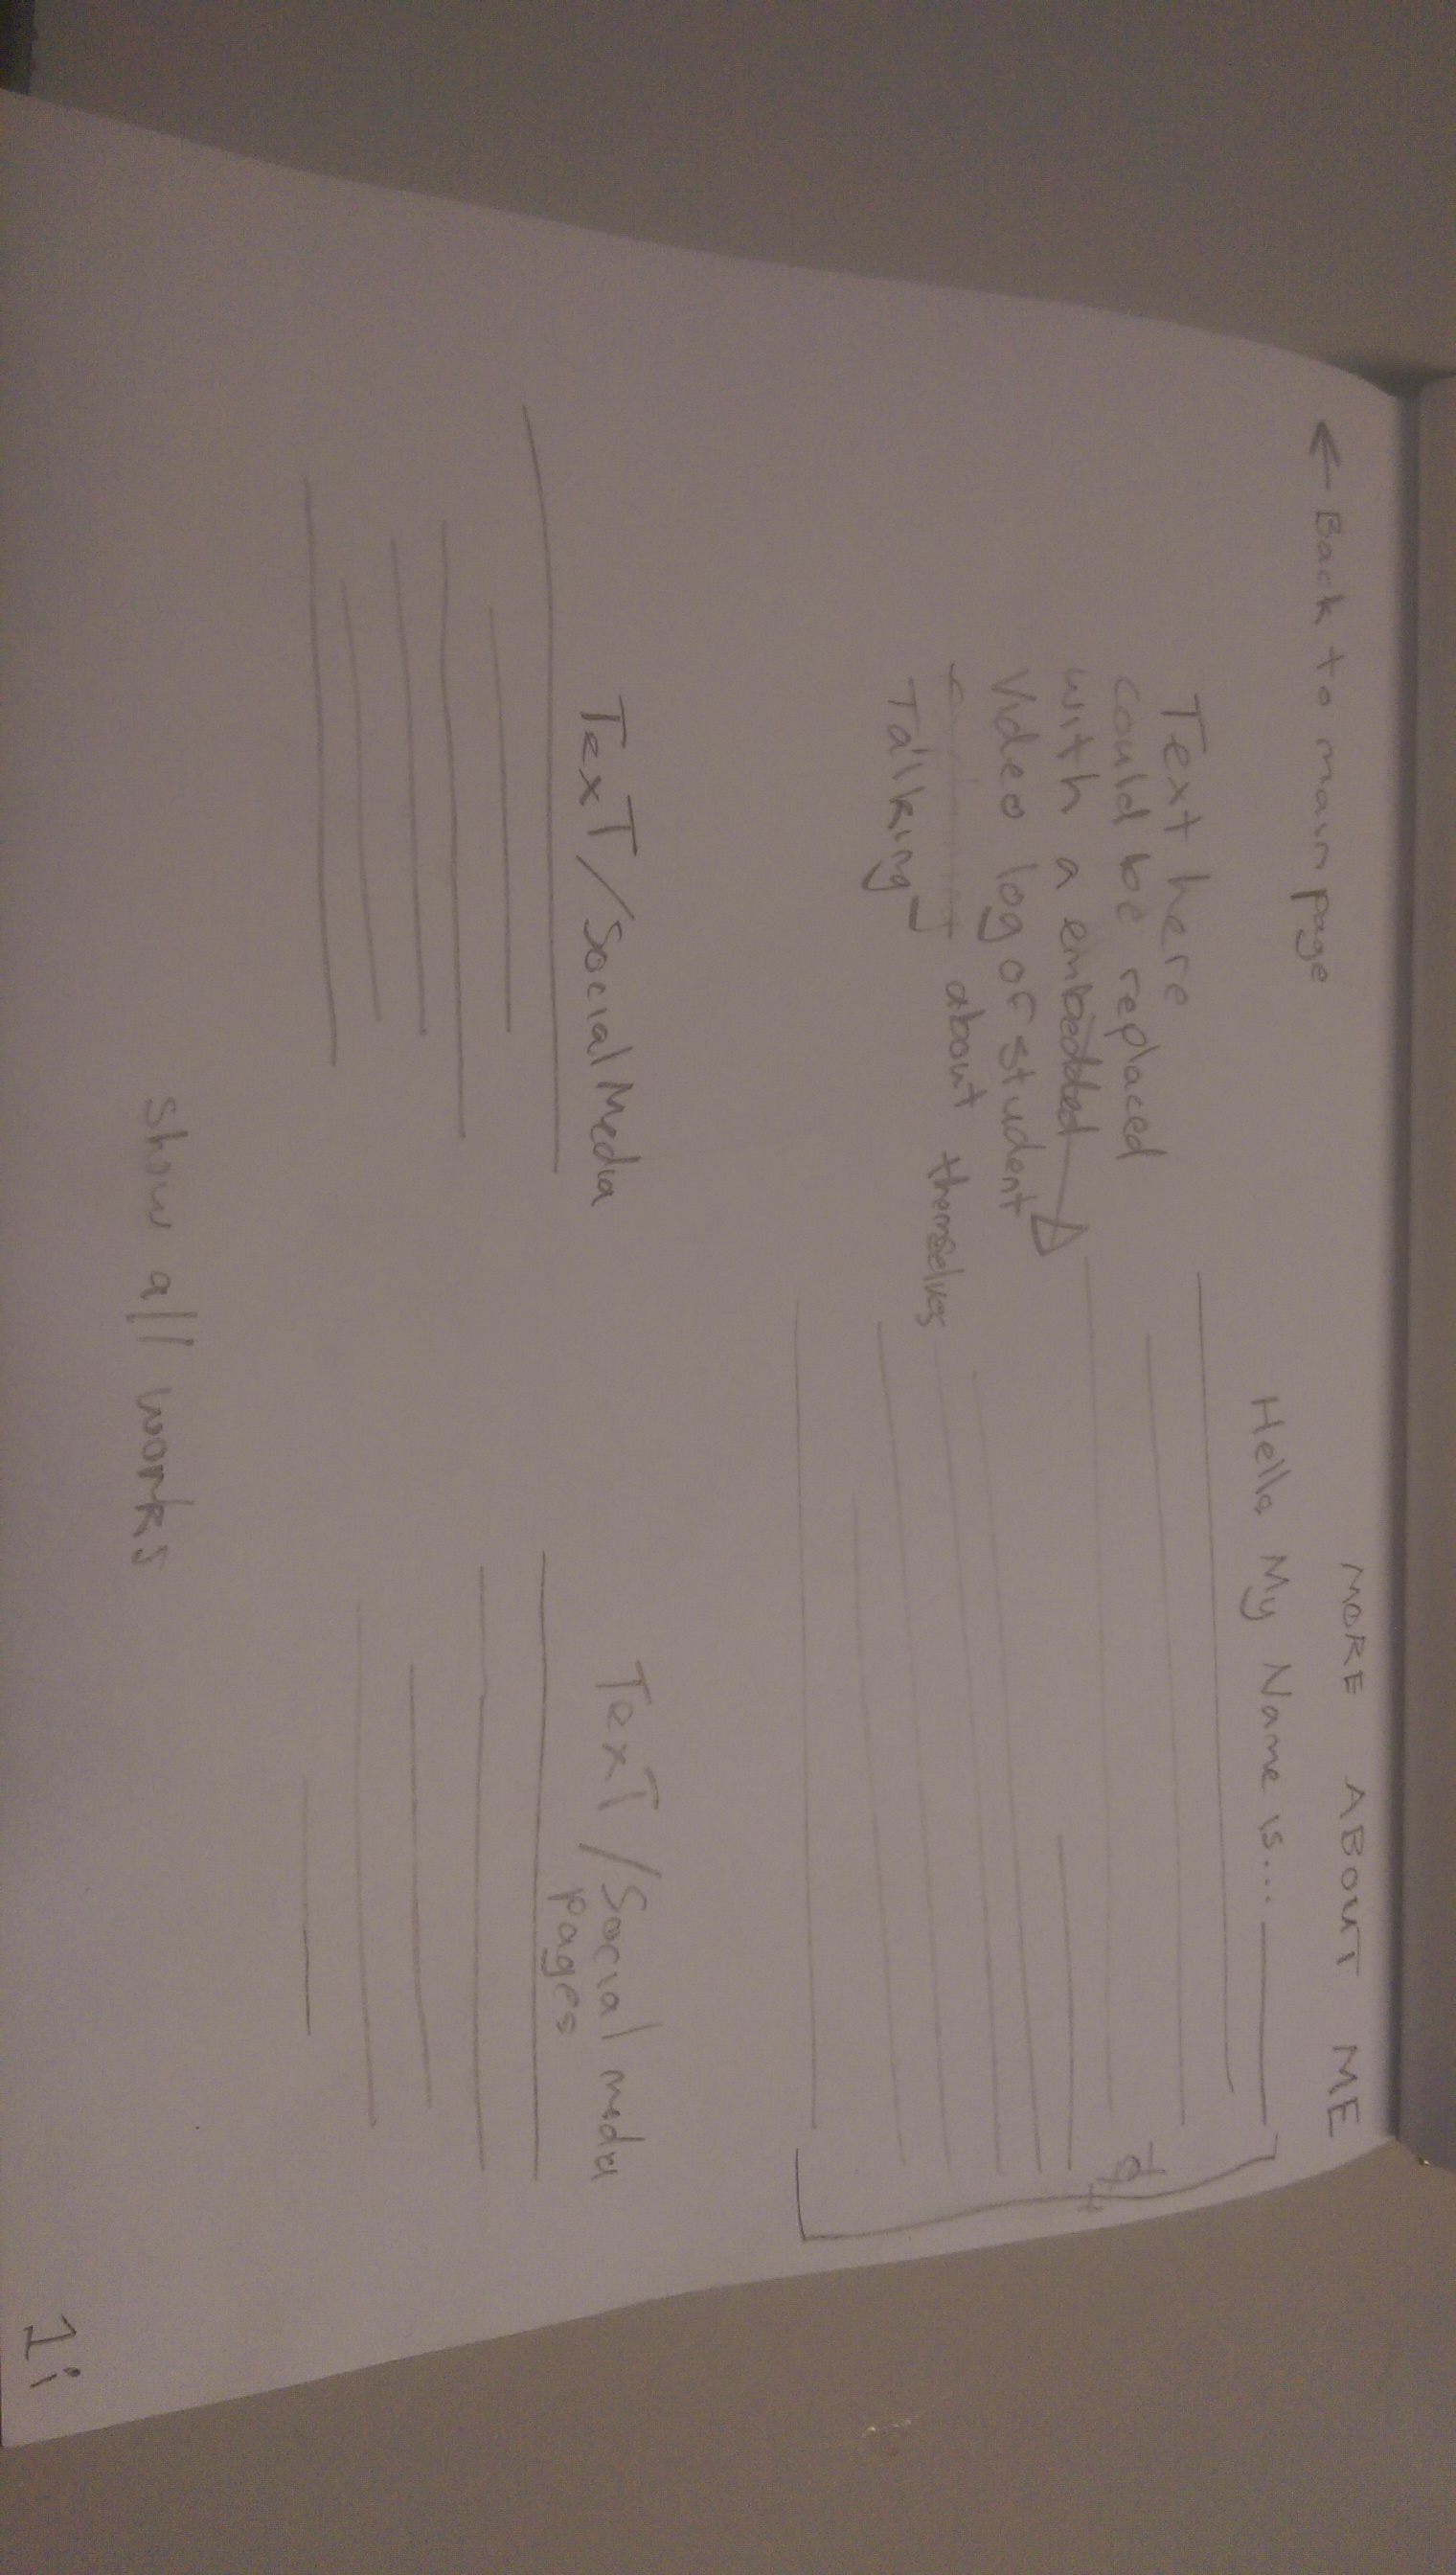 ← Back to main page
MORE ABOUT ME
Hello My Name is...
Text here
could be replaced
with a embedded
video log of student
about themselves
Talking
TexT/Social Media
TexT/Social media
pages
Show all works
1i